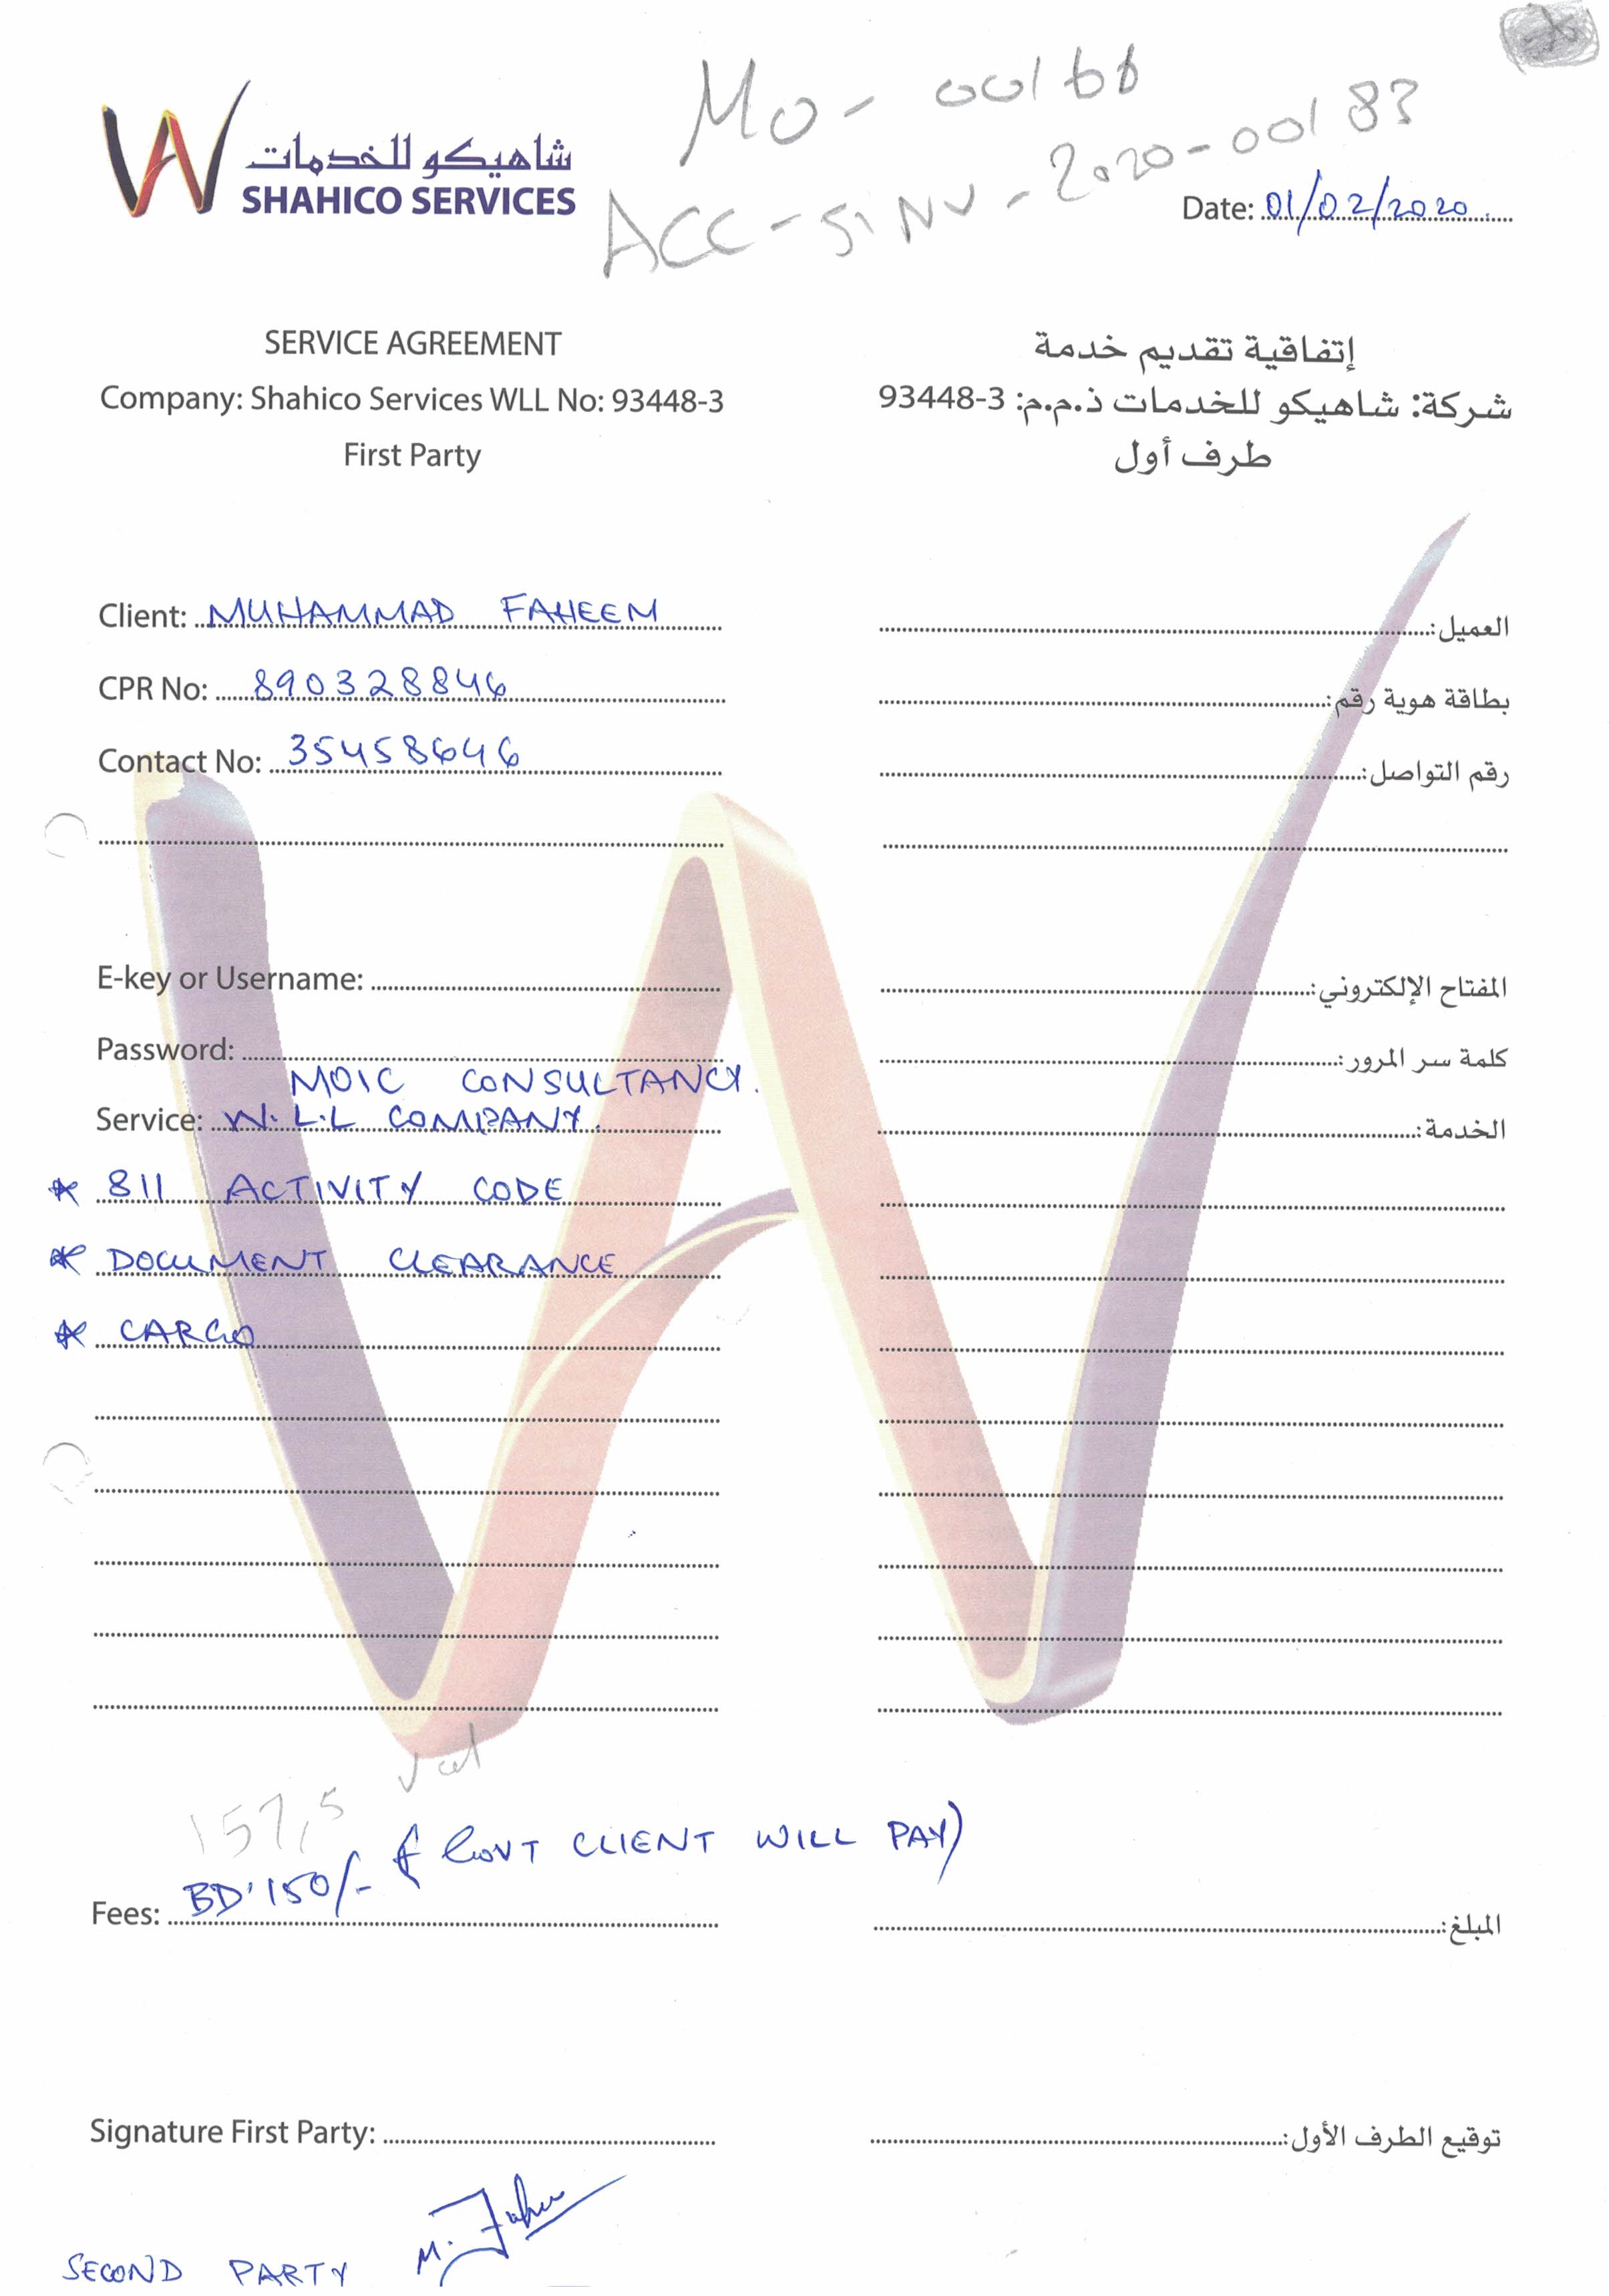 MO- 00166
ACC-SINV-2020-00183
شاهيكو للخدمات
SHAHICO SERVICES
Date: 01/02/2020.
SERVICE AGREEMENT
إتفاقية تقديم خدمة
Company: Shahico Services WLL No: 93448-3
شركة: شاهيكو للخدمات ذ.م.م: 3-93448
First Party
طرف أول
Client: MUHAMMAD FAHEEM
العميل:
CPR No: 890328846
بطاقة هوية رقم:
Contact No: 35458646
رقم التواصل:
E-key or Username:
المفتاح الإلكتروني:
Password:
كلمة سر المرور:
MOIC CONSULTANCY.
Service: W.L.L COMPANY.
الخدمة:
* 811 ACTIVITY CODE
* DOCUMENT CLEARANCE
* CARGO
157,5
BD'150/- ( GOVT CLIENT WILL PAY)
Fees:
المبلغ:
Signature First Party:
توقيع الطرف الأول:
SECOND PARTY